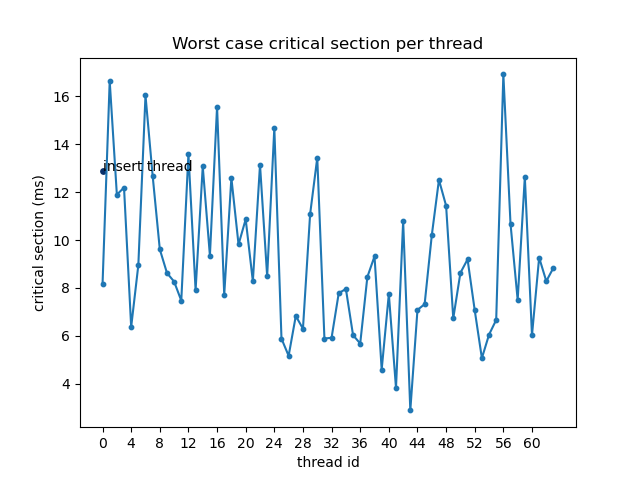 Worst case critical section per thread
critical section (ms)
16
14
12
10
8
6
4
insert thread
0 4 8 12 16 20 24 28 32 36 40 44 48 52 56 60
thread id